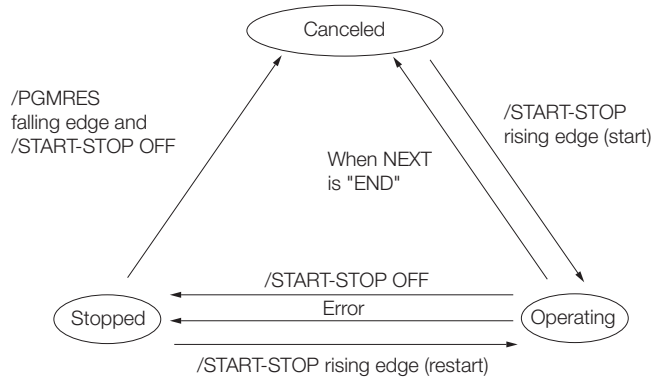 Canceled
/PGMRES
falling edge and
/START-STOP OFF
/START-STOP
rising edge (start)
When NEXT
is "END"
/START-STOP OFF
Error
Stopped
Operating
/START-STOP rising edge (restart)